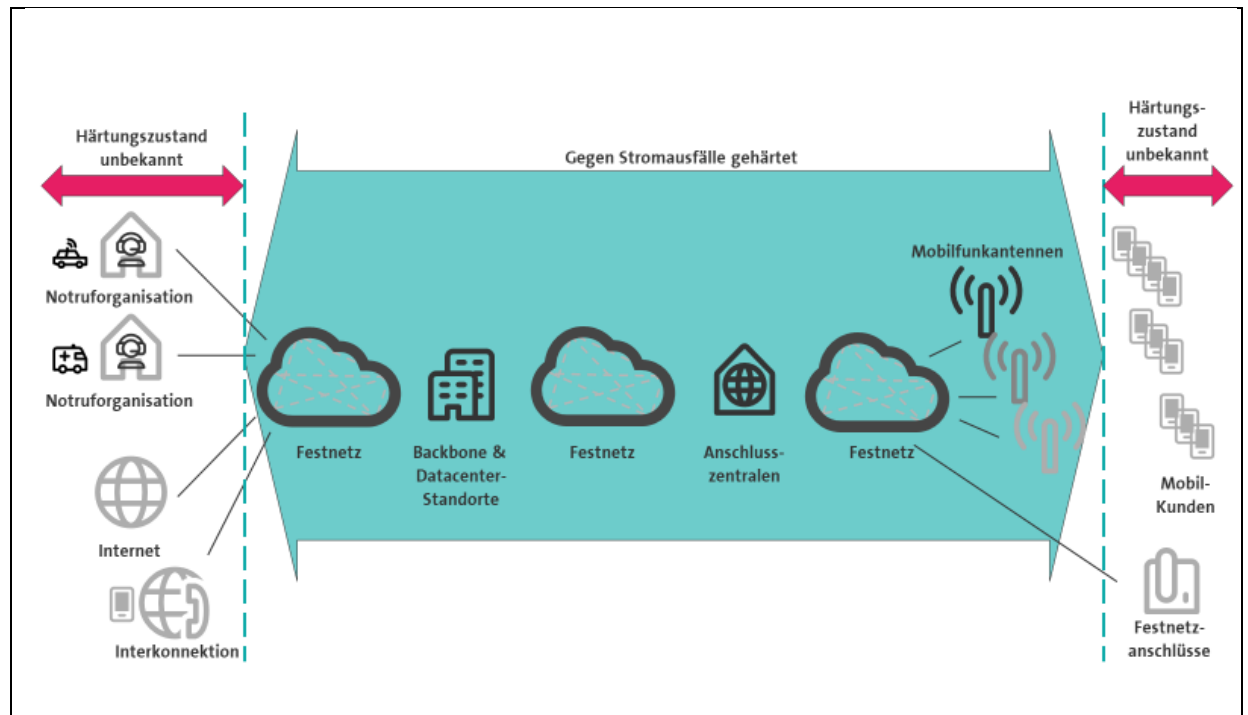 Härtungszustand
unbekannt
Gegen Stromausfälle gehärtet
Härtungs-
zustand
unbekannt
Notruforganisation
Notruforganisation
Internet
Interkonnektion
Festnetz
Backbone &
Datacenter-
Standorte
Festnetz
Anschluss-
zentralen
Festnetz
Mobilfunkantennen
Mobil-
Kunden
Festnetz-
anschlüsse